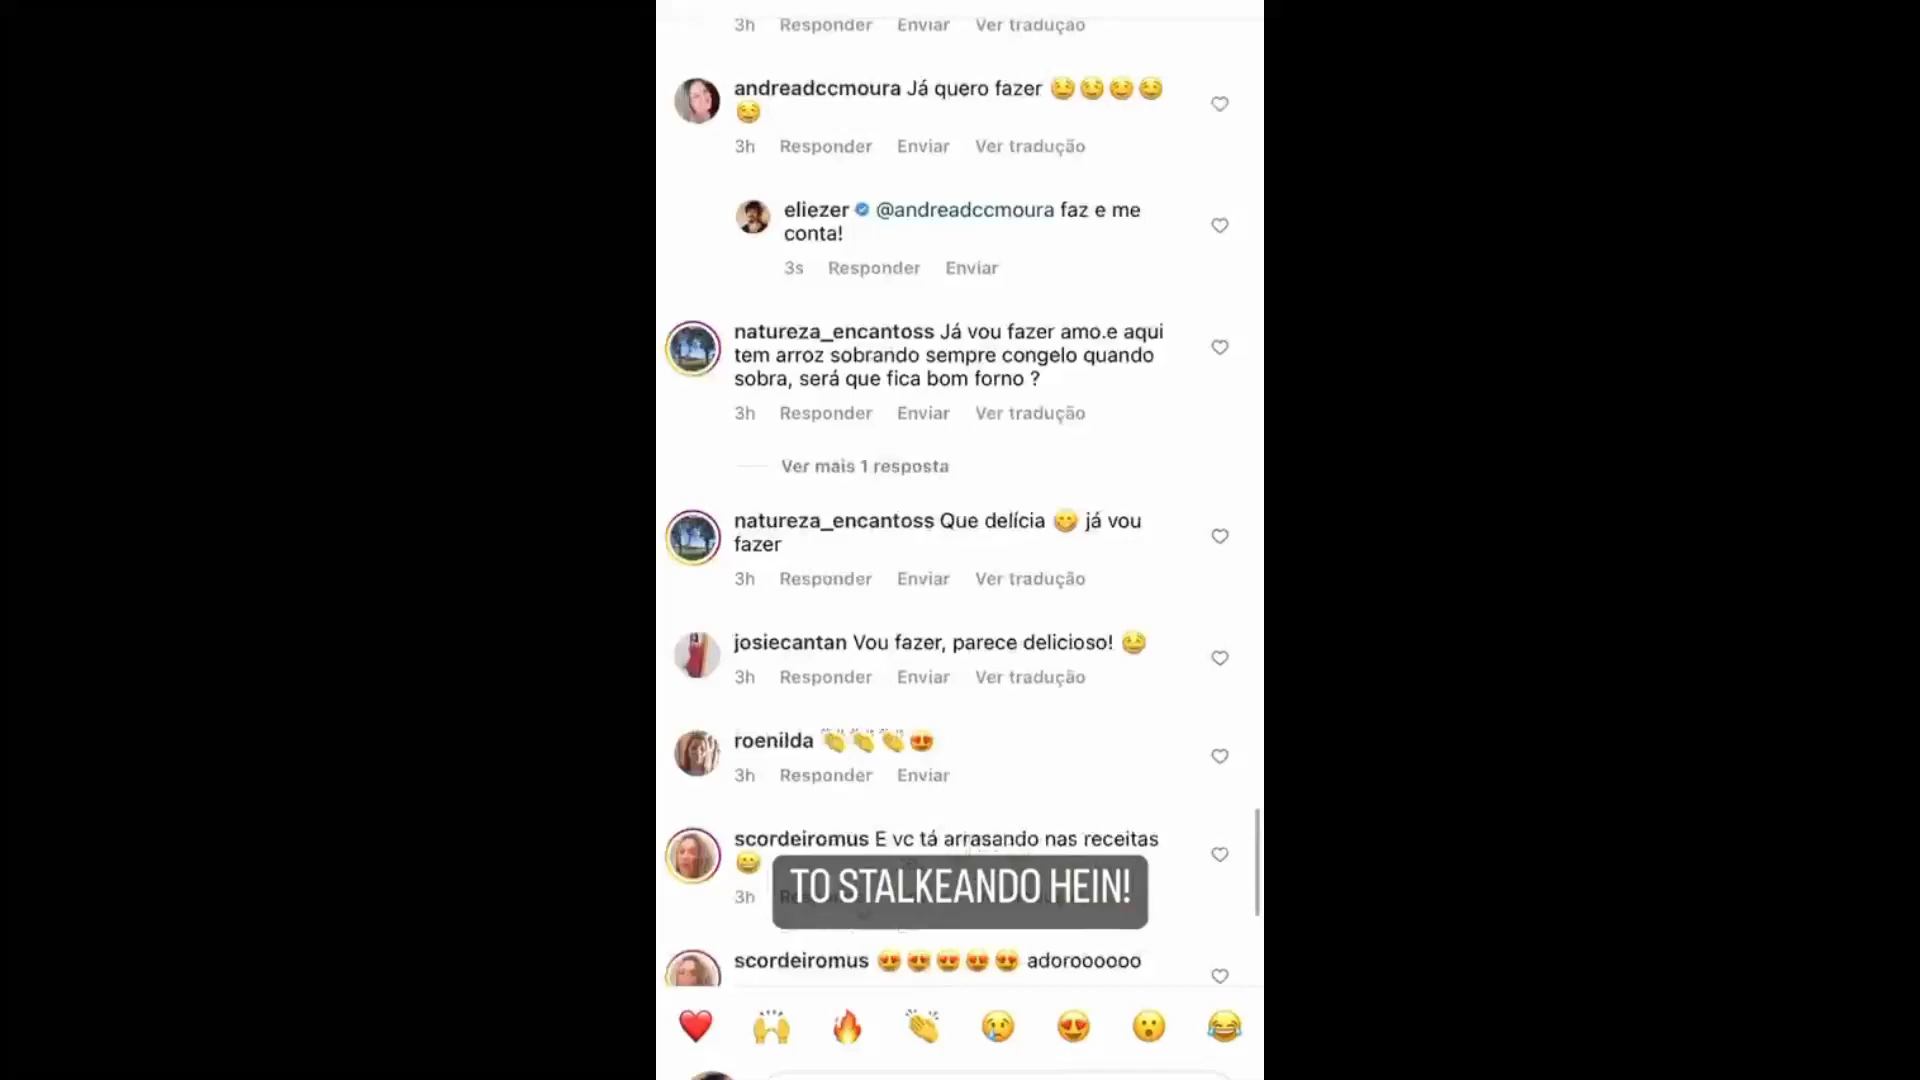 3h Responder Enviar Ver tradução
andreadccmoura Já quero fazer 🤤🤤🤤🤤
🤤
3h Responder Enviar Ver tradução
eliezer @andreadccmoura faz e me
conta!
3s Responder Enviar
natureza_encantoss Já vou fazer amo.e aqui
tem arroz sobrando sempre congelo quando
sobra, será que fica bom forno ?
3h Responder Enviar Ver tradução
Ver mais 1 resposta
natureza_encantoss Que delícia 😋 já vou
fazer
3h Responder Enviar Ver tradução
josiecantan Vou fazer, parece delicioso! 🤤
3h Responder Enviar Ver tradução
roenilda 👏👏👏😍
3h Responder Enviar
scordeiromus E vc tá arrasando nas receitas
😀
3h
TO STALKEANDO HEIN!
scordeiromus 😍😍😍😍😍 adoroooooo